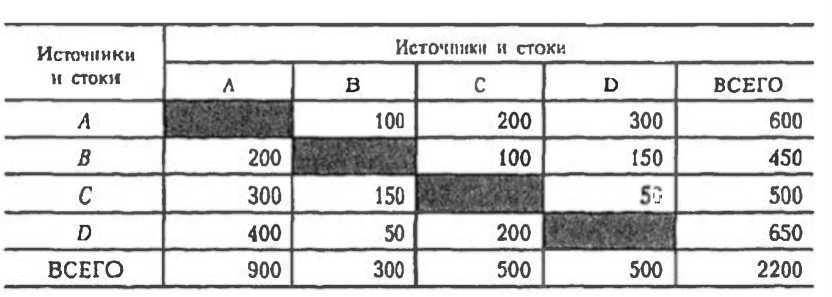 Источники и стоки
Источники и стоки
A B C D ВСЕГО
A 100 200 300 600
B 200 100 150 450
C 300 150 50 500
D 400 50 200 650
ВСЕГО 900 300 500 500 2200